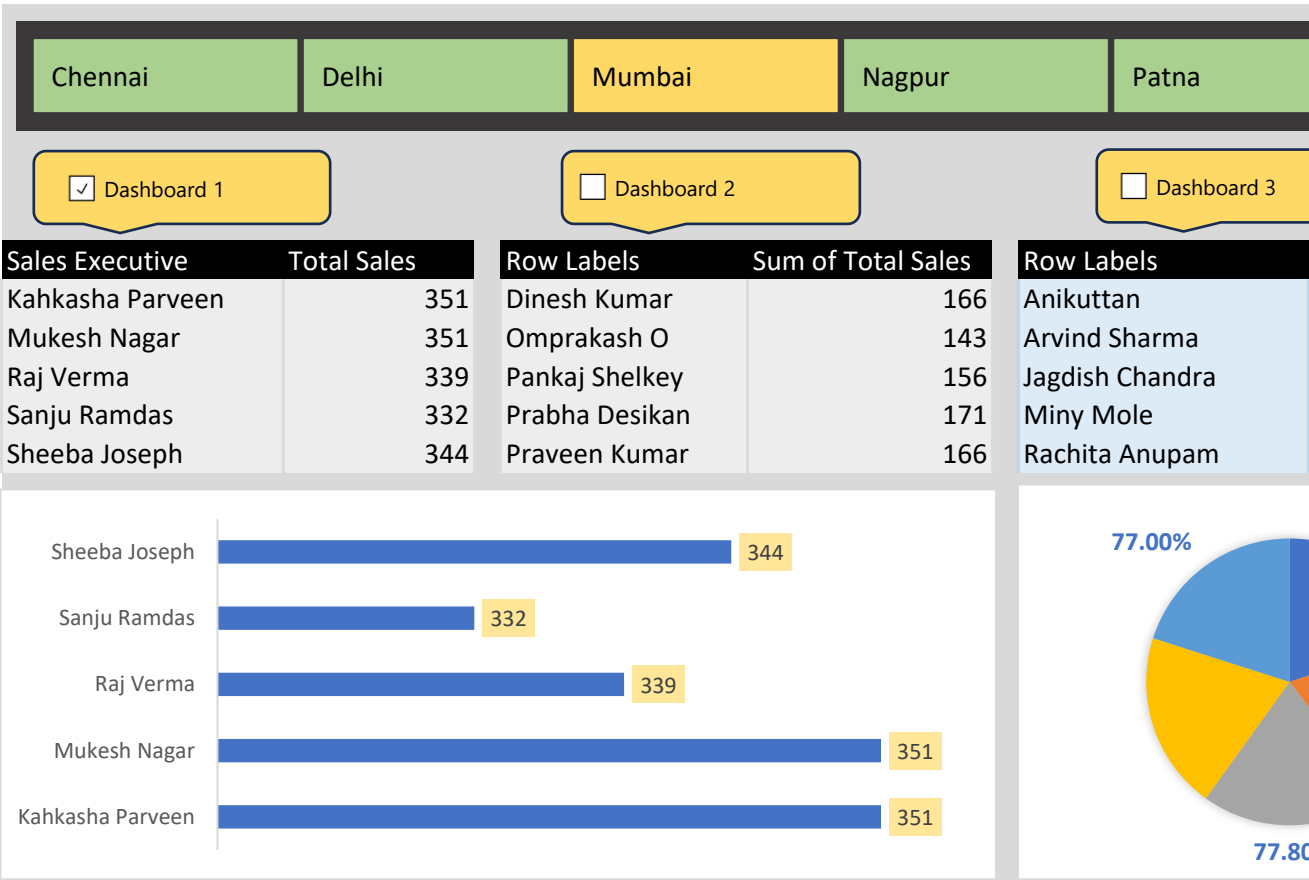 Chennai Delhi Mumbai Nagpur Patna
Dashboard 1 Dashboard 2 Dashboard 3
Sales Executive Total Sales Row Labels Sum of Total Sales Row Labels
Kahkasha Parveen 351 Dinesh Kumar 166 Anikuttan
Mukesh Nagar 351 Omprakash O 143 Arvind Sharma
Raj Verma 339 Pankaj Shelkey 156 Jagdish Chandra
Sanju Ramdas 332 Prabha Desikan 171 Miny Mole
Sheeba Joseph 344 Praveen Kumar 166 Rachita Anupam
77.00%
Sheeba Joseph 344
Sanju Ramdas 332
Raj Verma 339
Mukesh Nagar 351
Kahkasha Parveen 351
77.80